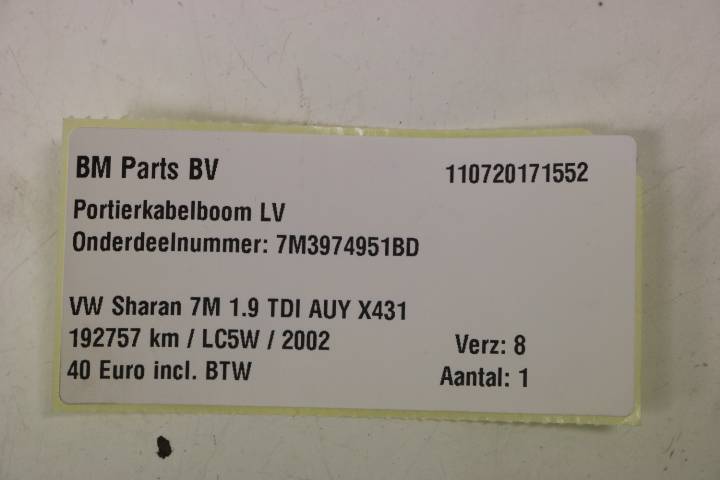 BM Parts BV 110720171552
Portierkabelboom LV
Onderdeelnummer: 7M3974951BD
VW Sharan 7M 1.9 TDI AUY X431
192757 km / LC5W / 2002 Verz: 8
40 Euro incl. BTW Aantal: 1